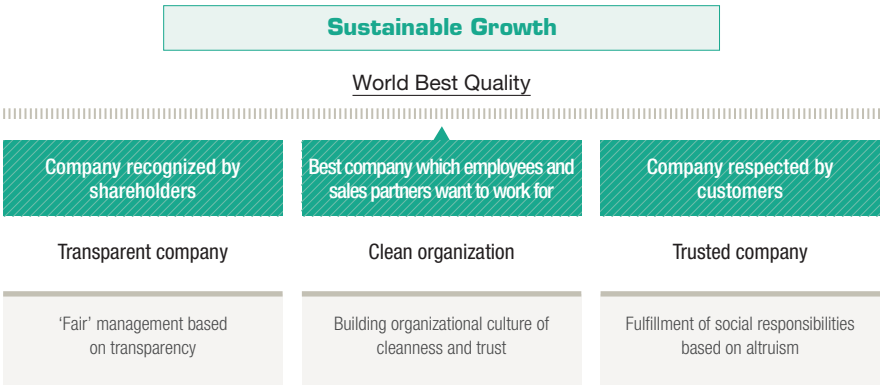 Sustainable Growth
World Best Quality
Company recognized by
shareholders
Best company which employees and
sales partners want to work for
Company respected by
customers
Transparent company
Clean organization
Trusted company
‘Fair’ management based
on transparency
Building organizational culture of
cleanness and trust
Fulfillment of social responsibilities
based on altruism